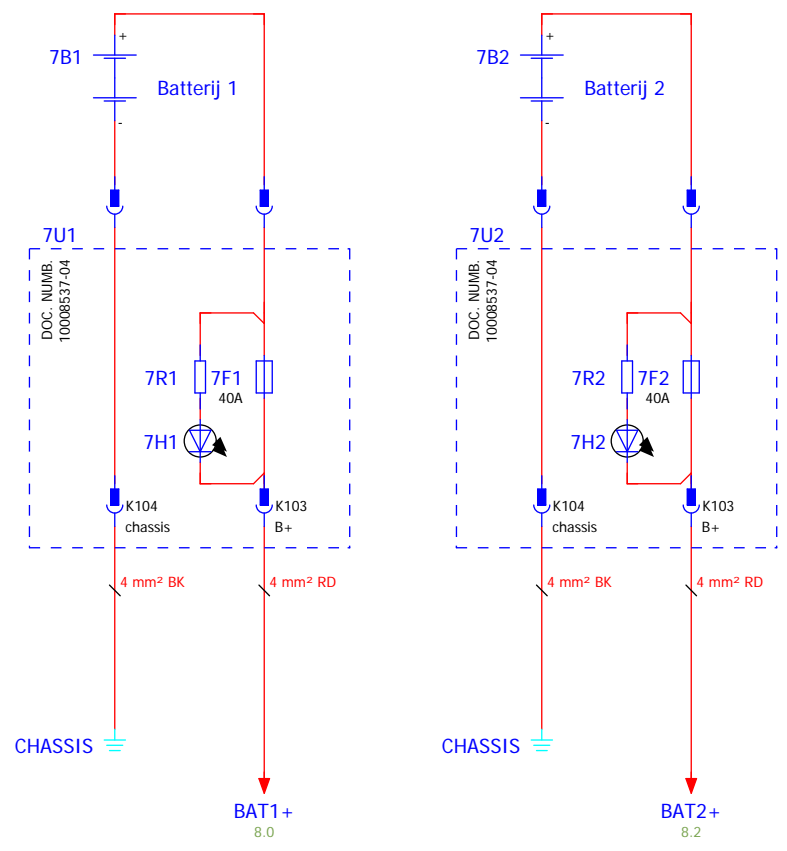 +
7B1
Batterij 1
-
7U1
DOC. NUMB.
10008537-04
7R1
7F1
40A
7H1
K104
chassis
K103
B+
4 mm² BK
4 mm² RD
CHASSIS
BAT1+
8.0
+
7B2
Batterij 2
-
7U2
DOC. NUMB.
10008537-04
7R2
7F2
40A
7H2
K104
chassis
K103
B+
4 mm² BK
4 mm² RD
CHASSIS
BAT2+
8.2